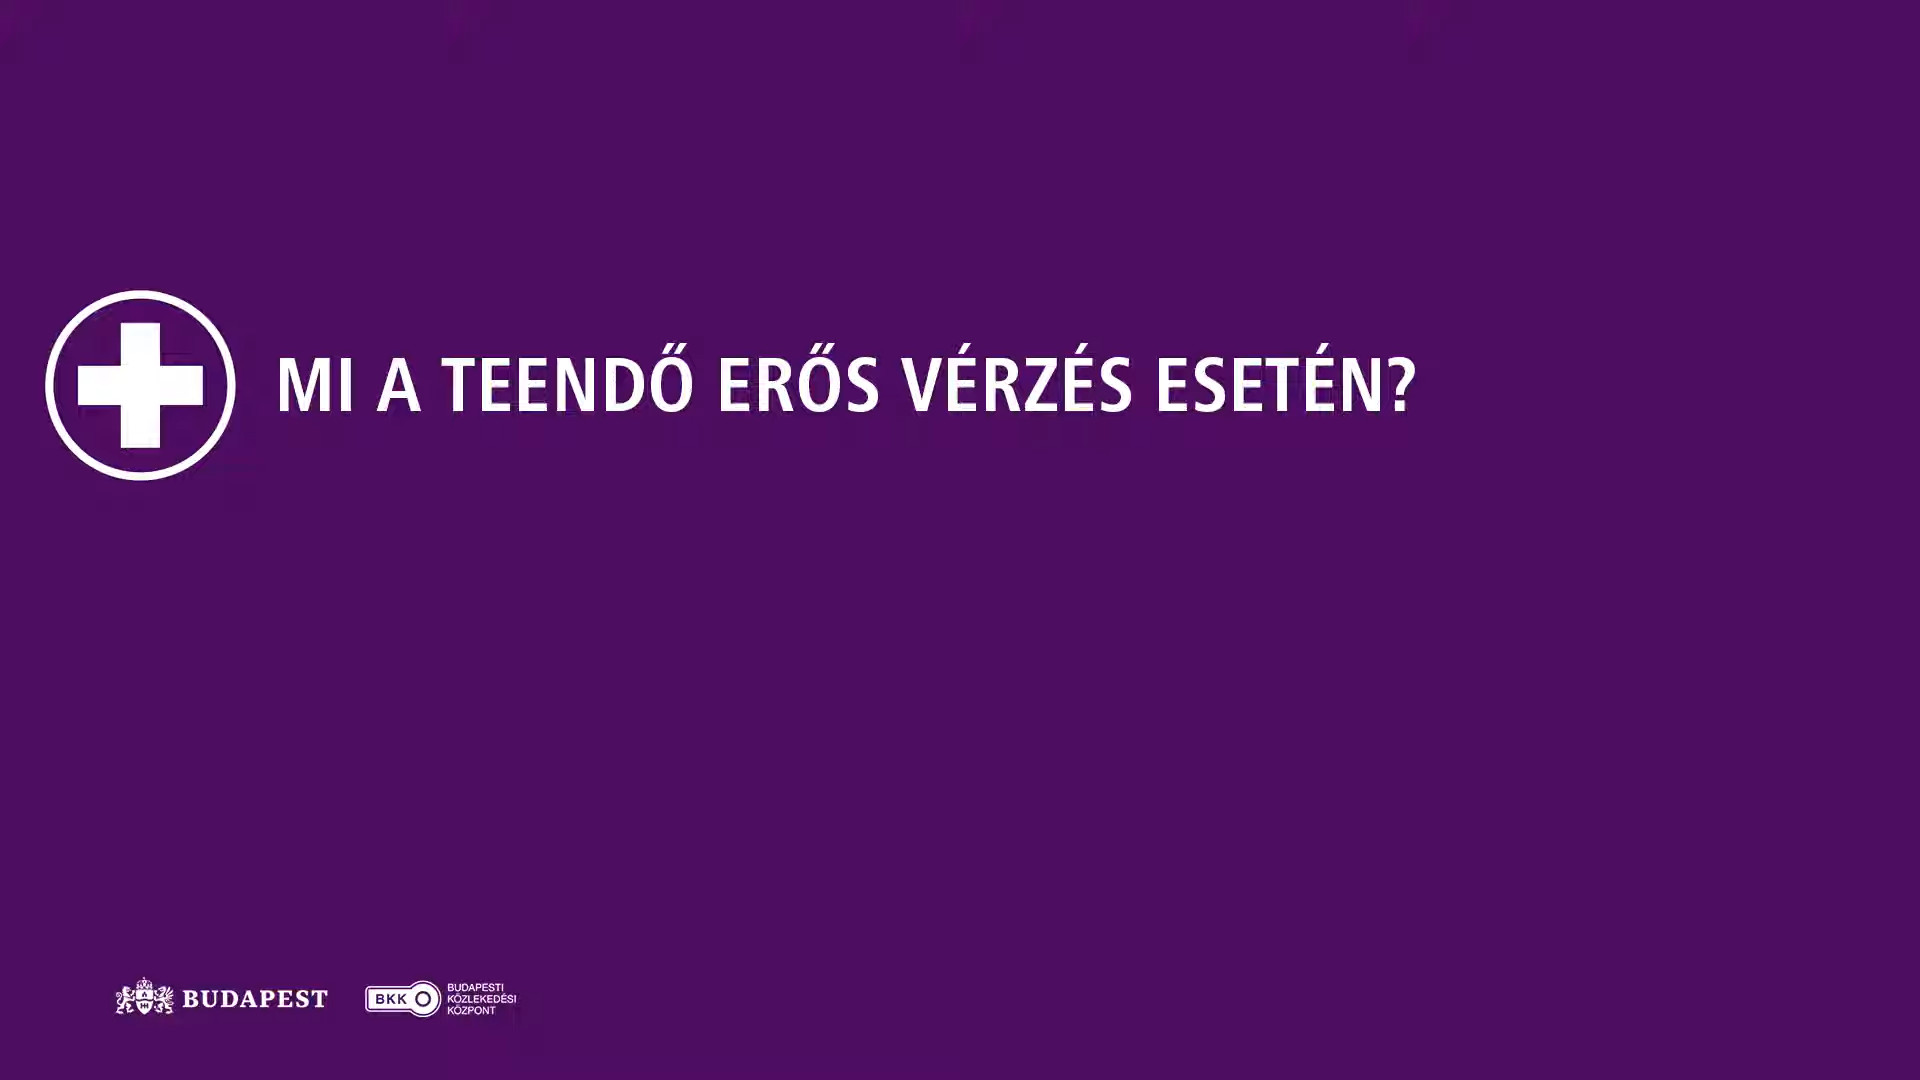 MI A TEENDŐ ERŐS VÉRZÉS ESETÉN?
BUDAPEST
BKK
BUDAPESTI
KÖZLEKEDÉSI
KÖZPONT